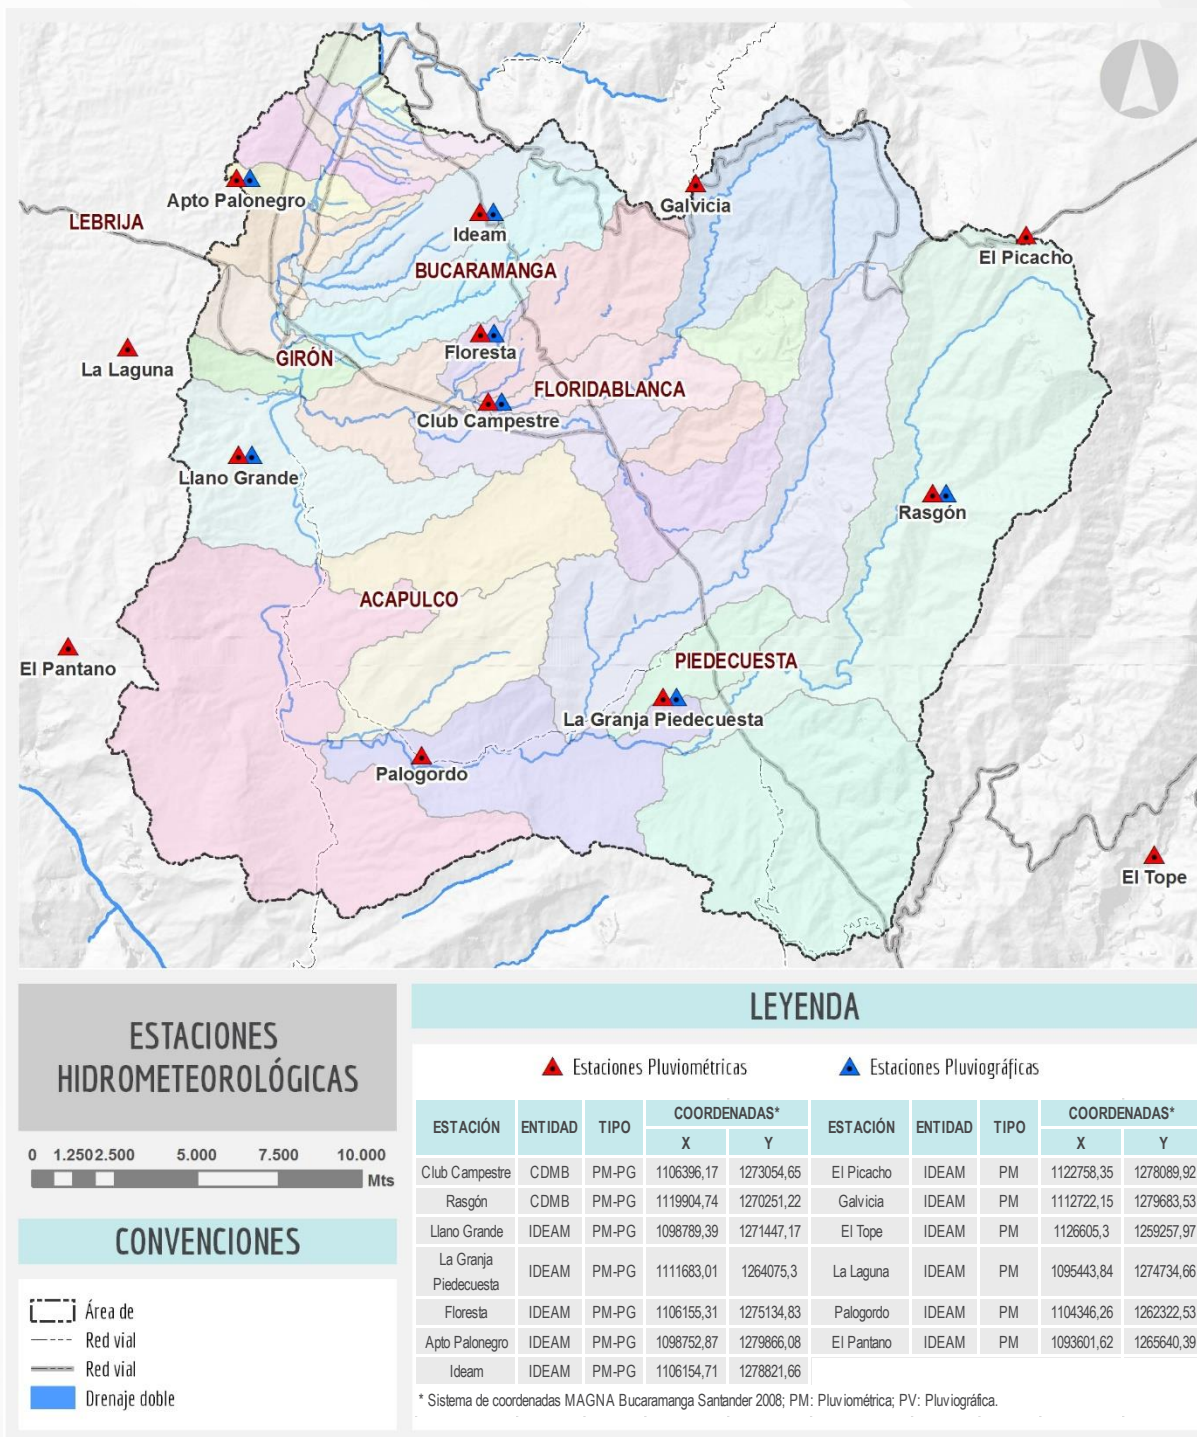 Apto Palonegro
LEBRIJA
Galvicia
Ideam
El Picacho
BUCARAMANGA
La Laguna
GIRÓN
Floresta
FLORIDABLANCA
Club Campestre
Llano Grande
Rasgón
ACAPULCO
El Pantano
PIEDECUESTA
La Granja Piedecuesta
Palogordo
El Tope
ESTACIONES
HIDROMETEOROLÓGICAS
0 1.250 2.500 5.000 7.500 10.000
Mts
CONVENCIONES
Área de
Red vial
Red vial
Drenaje doble
LEYENDA
Estaciones Pluviométricas Estaciones Pluviográficas
ESTACIÓN ENTIDAD TIPO COORDENADAS* ESTACIÓN ENTIDAD TIPO COORDENADAS*
X Y X Y
Club Campestre CDMB PM-PG 1106396,17 1273054,65 El Picacho IDEAM PM 1122758,35 1278089,92
Rasgón CDMB PM-PG 1119904,74 1270251,22 Galvicia IDEAM PM 1112722,15 1279683,53
Llano Grande IDEAM PM-PG 1098789,39 1271447,17 El Tope IDEAM PM 1126605,3 1259257,97
La Granja
Piedecuesta IDEAM PM-PG 1111683,01 1264075,3 La Laguna IDEAM PM 1095443,84 1274734,66
Floresta IDEAM PM-PG 1106155,31 1275134,83 Palogordo IDEAM PM 1104346,26 1262322,53
Apto Palonegro IDEAM PM-PG 1098752,87 1279866,08 El Pantano IDEAM PM 1093601,62 1265640,39
Ideam IDEAM PM-PG 1106154,71 1278821,66
* Sistema de coordenadas MAGNA Bucaramanga Santander 2008; PM: Pluviométrica; PV: Pluviográfica.